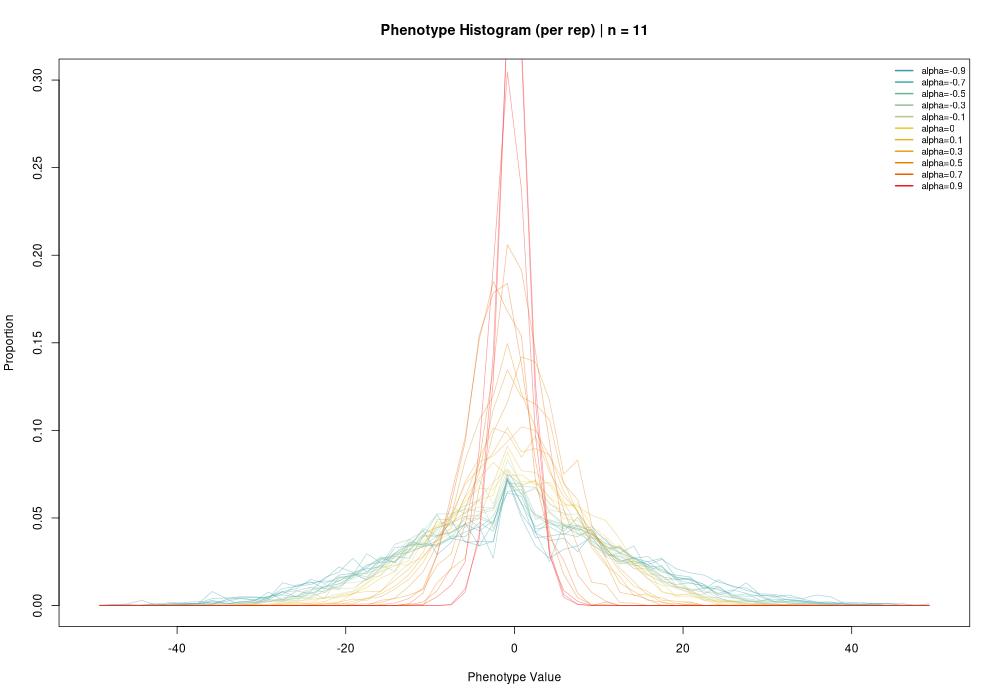 Phenotype Histogram (per rep) | n = 11
alpha=-0.9
alpha=-0.7
alpha=-0.5
alpha=-0.3
alpha=-0.1
alpha=0
alpha=0.1
alpha=0.3
alpha=0.5
alpha=0.7
alpha=0.9
Proportion
0.30
0.25
0.20
0.15
0.10
0.05
0.00
-40
-20
0
20
40
Phenotype Value